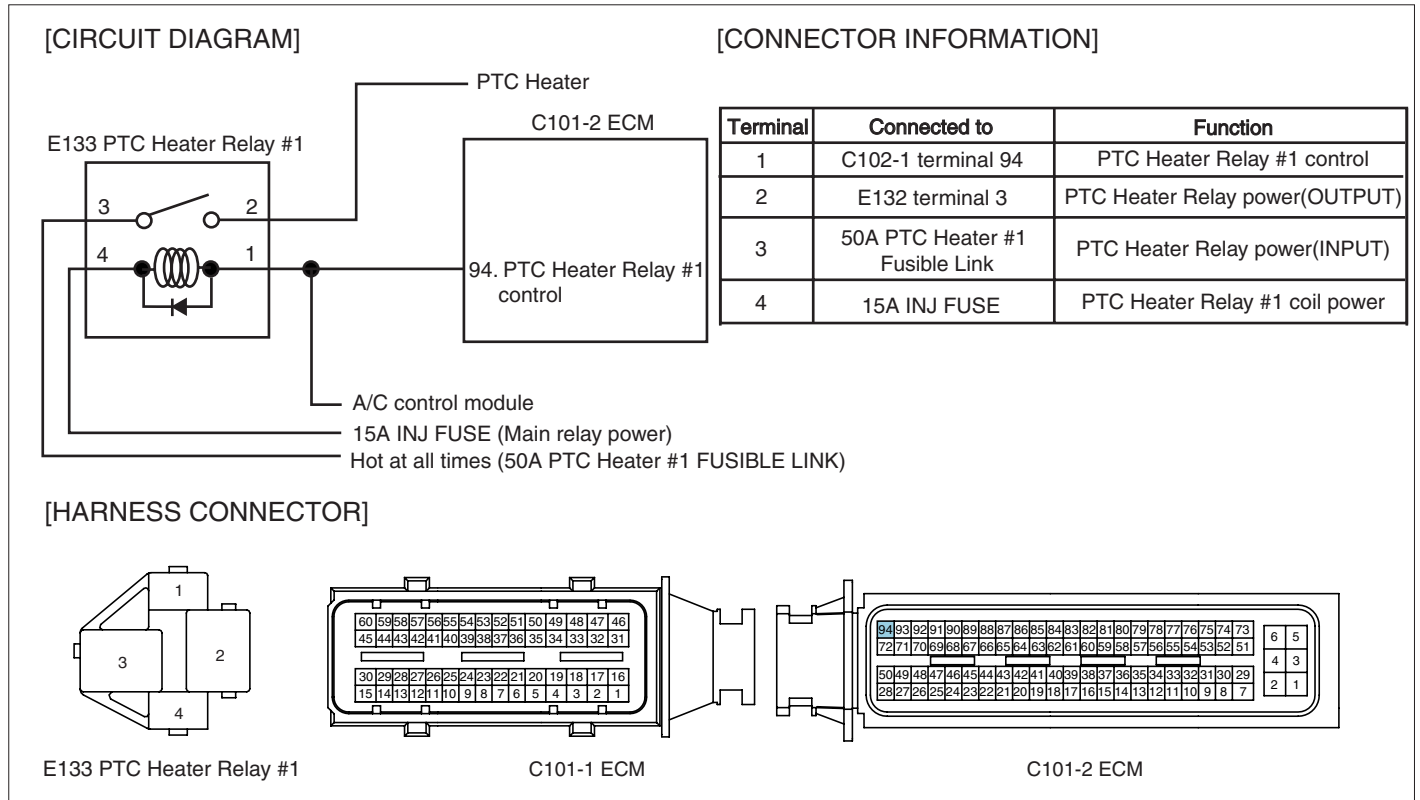 [CIRCUIT DIAGRAM]
PTC Heater
C101-2 ECM
E133 PTC Heater Relay #1
3
2
4
1
94. PTC Heater Relay #1
control
A/C control module
15A INJ FUSE (Main relay power)
Hot at all times (50A PTC Heater #1 FUSIBLE LINK)
[CONNECTOR INFORMATION]
Terminal Connected to Function
1 C102-1 terminal 94 PTC Heater Relay #1 control
2 E132 terminal 3 PTC Heater Relay power(OUTPUT)
3 50A PTC Heater #1 Fusible Link PTC Heater Relay power(INPUT)
4 15A INJ FUSE PTC Heater Relay #1 coil power
[HARNESS CONNECTOR]
1
3
2
4
E133 PTC Heater Relay #1
60 59 58 57 56 55 54 53 52 51 50 49 48 47 46
45 44 43 42 41 40 39 38 37 36 35 34 33 32 31
30 29 28 27 26 25 24 23 22 21 20 19 18 17 16
15 14 13 12 11 10 9 8 7 6 5 4 3 2 1
C101-1 ECM
94 93 92 91 90 89 88 87 86 85 84 83 82 81 80 79 78 77 76 75 74 73
72 71 70 69 68 67 66 65 64 63 62 61 60 59 58 57 56 55 54 53 52 51
50 49 48 47 46 45 44 43 42 41 40 39 38 37 36 35 34 33 32 31 30 29
28 27 26 25 24 23 22 21 20 19 18 17 16 15 14 13 12 11 10 9 8 7
6 5
4 3
2 1
C101-2 ECM